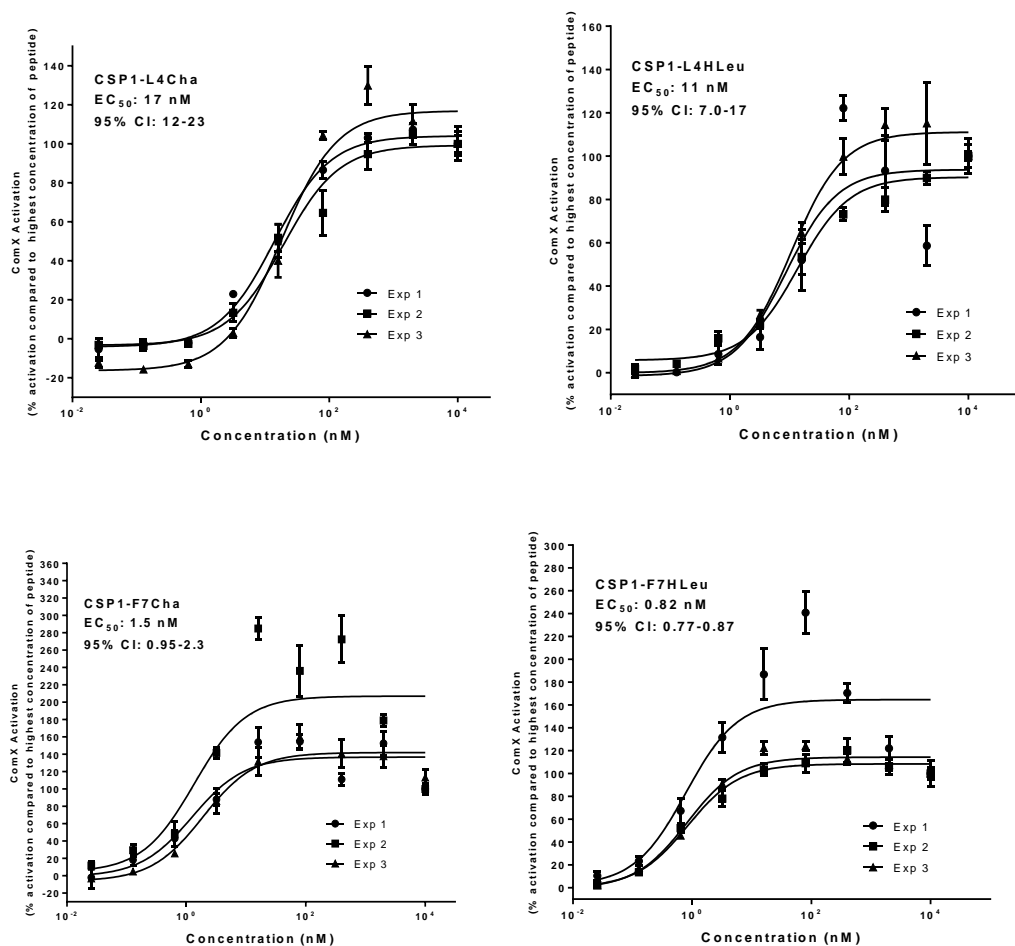 ComX Activation
(% activation compared to highest concentration of peptide)
140
120
100
80
60
40
20
0
-20
CSP1-L4Cha
EC50: 17 nM
95% CI: 12-23
Exp 1
Exp 2
Exp 3
10-2
100
102
104
Concentration (nM)
ComX Activation
(% activation compared to highest concentration of peptide)
160
140
120
100
80
60
40
20
0
CSP1-L4HLeu
EC50: 11 nM
95% CI: 7.0-17
Exp 1
Exp 2
Exp 3
10-2
100
102
104
Concentration (nM)
ComX Activation
(% activation compared to highest concentration of peptide)
360
340
320
300
280
260
240
220
200
180
160
140
120
100
80
60
40
20
0
-20
CSP1-F7Cha
EC50: 1.5 nM
95% CI: 0.95-2.3
Exp 1
Exp 2
Exp 3
10-2
100
102
104
Concentration (nM)
ComX Activation
(% activation compared to highest concentration of peptide)
300
280
260
240
220
200
180
160
140
120
100
80
60
40
20
0
CSP1-F7HLeu
EC50: 0.82 nM
95% CI: 0.77-0.87
Exp 1
Exp 2
Exp 3
10-2
100
102
104
Concentration (nM)